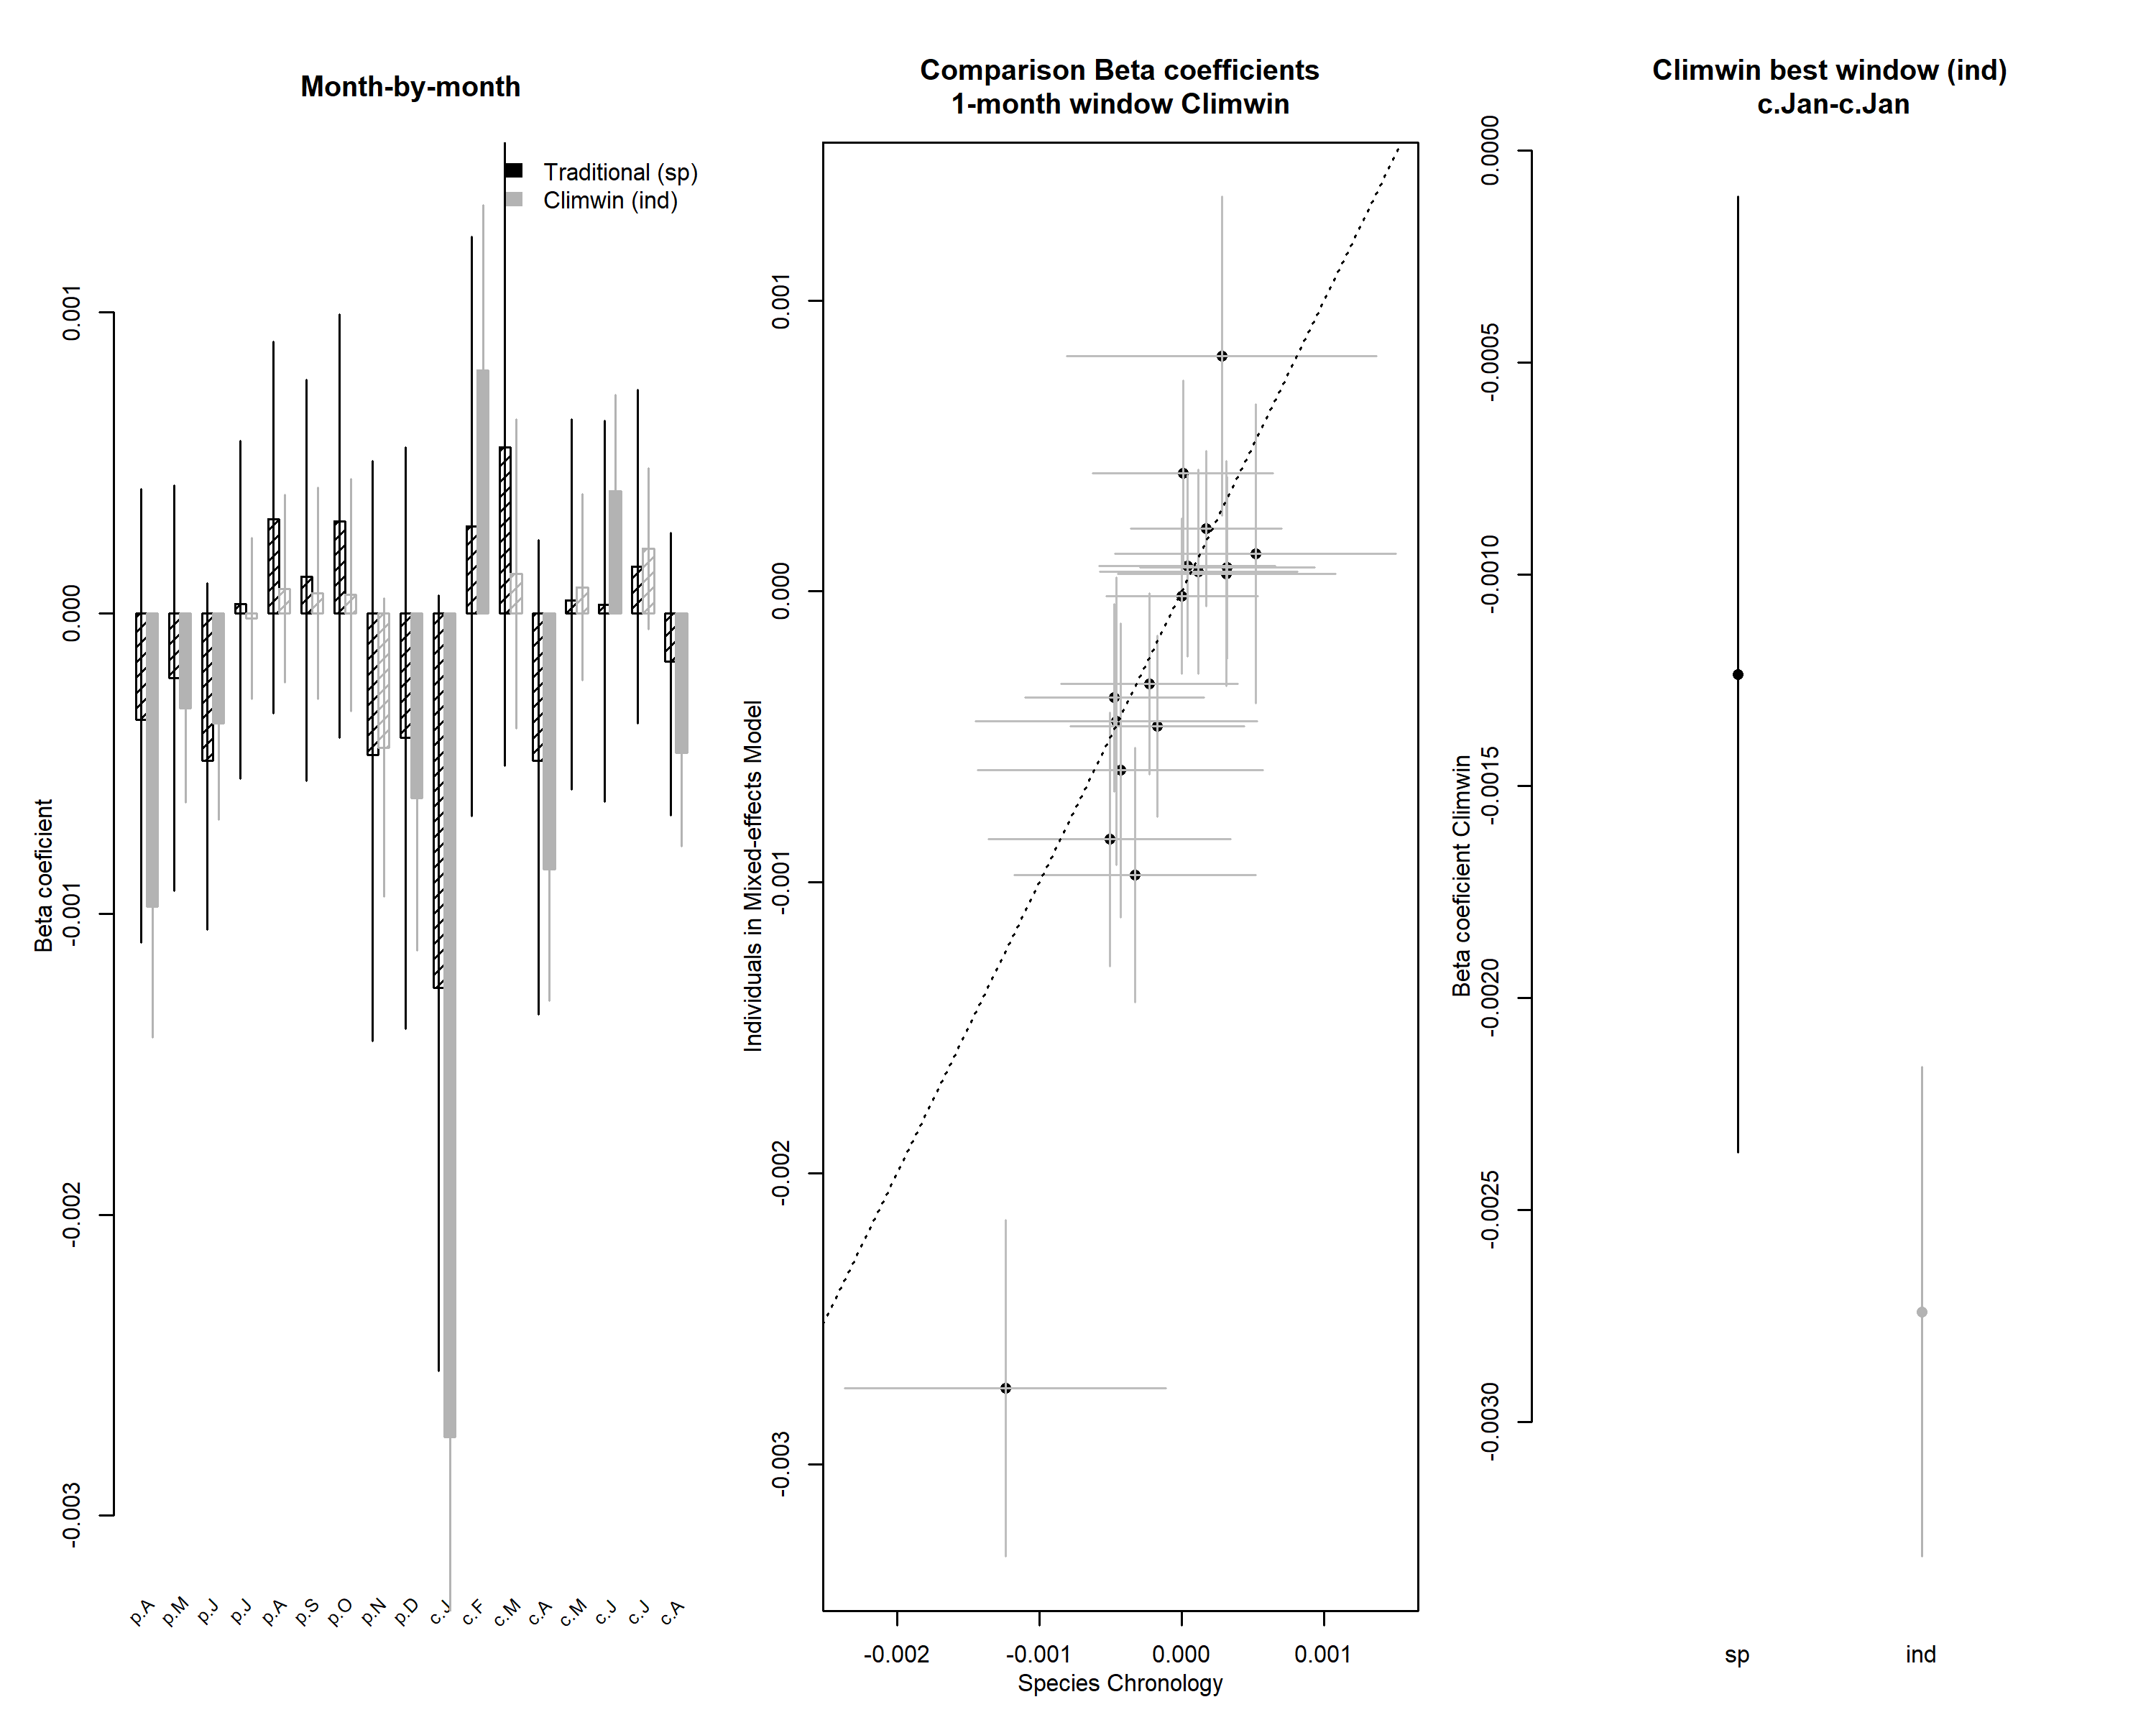 Month-by-month
Traditional (sp)
Climwin (ind)
Beta coeficient
0.001
0.000
-0.001
-0.002
-0.003
p.A
p.M
p.J
p.J
p.A
p.S
p.O
p.N
p.D
c.J
c.F
c.M
c.A
c.M
c.J
c.J
c.A
Comparison Beta coefficients
1-month window Climwin
Individuals in Mixed-effects Model
0.001
0.000
-0.001
-0.002
-0.003
-0.002
-0.001
0.000
0.001
Species Chronology
Climwin best window (ind)
c.Jan-c.Jan
Beta coeficient Climwin
0.0000
-0.0005
-0.0010
-0.0015
-0.0020
-0.0025
-0.0030
sp
ind